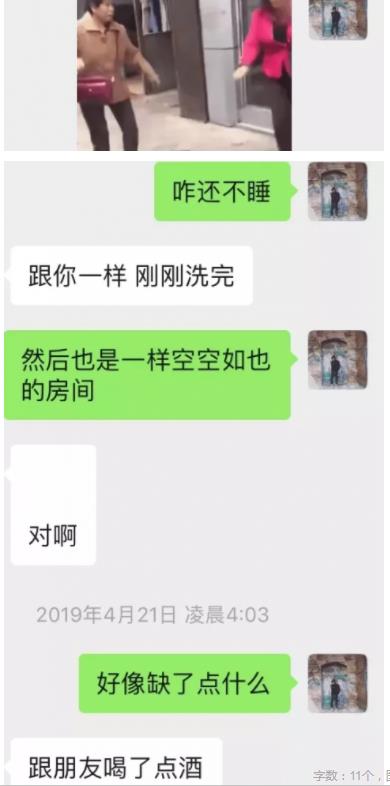 咋还不睡
跟你一样 刚刚洗完
然后也是一样空空如也
的房间
对啊
2019年4月21日 凌晨4:03
好像缺了点什么
跟朋友喝了点酒
字数：11个，